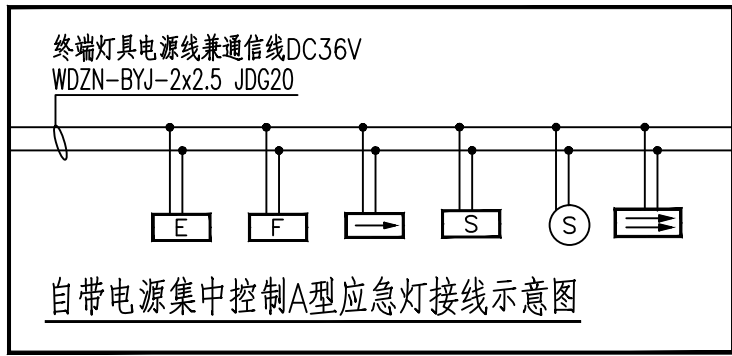 终端灯具电源线兼通信线DC36V
WDZN-BYJ-2x2.5 JDG20
E F S S
自带电源集中控制A型应急灯接线示意图